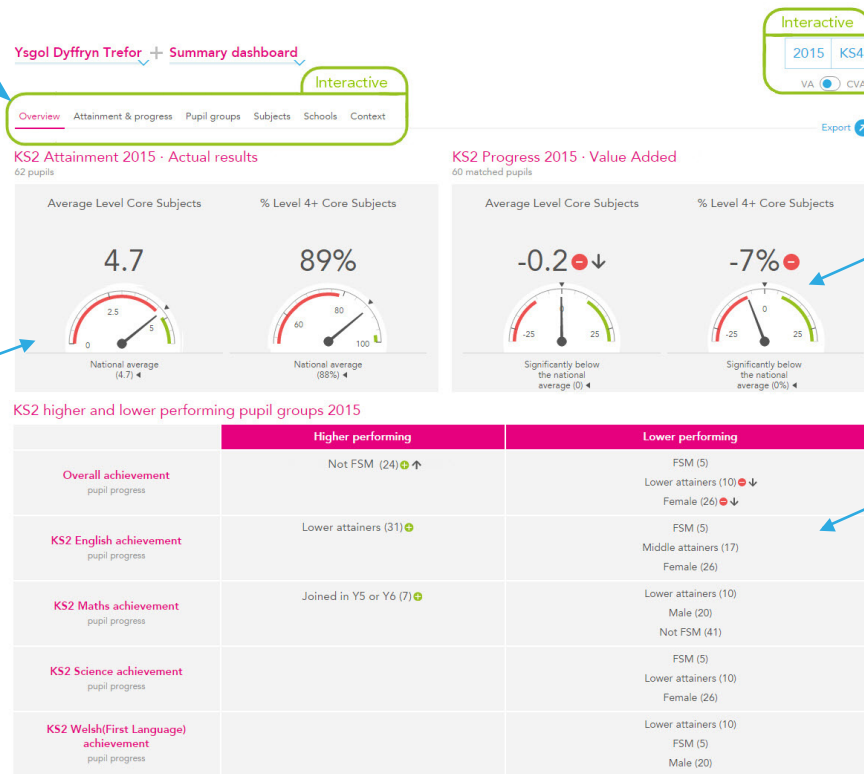 Interactive
2015 KS4
VA CVA
Ysgol Dyffryn Trefor + Summary dashboard
Interactive
Overview Attainment & progress Pupil groups Subjects Schools Context
Export
KS2 Attainment 2015 · Actual results
62 pupils
KS2 Progress 2015 · Value Added
60 matched pupils
Average Level Core Subjects
% Level 4+ Core Subjects
Average Level Core Subjects
% Level 4+ Core Subjects
4.7
89%
-0.2
-7%
0 2.5 5
60 80 100
-25 0 25
-25 0 25
National average
(4.7)
National average
(88%)
Significantly below
the national
average (0)
Significantly below
the national
average (0%)
KS2 higher and lower performing pupil groups 2015
Higher performing
Lower performing
Overall achievement
pupil progress
Not FSM (24)
FSM (5)
Lower attainers (10)
Female (26)
KS2 English achievement
pupil progress
Lower attainers (31)
FSM (5)
Middle attainers (17)
Female (26)
KS2 Maths achievement
pupil progress
Joined in Y5 or Y6 (7)
Lower attainers (10)
Male (20)
Not FSM (41)
KS2 Science achievement
pupil progress
FSM (5)
Lower attainers (10)
Female (26)
KS2 Welsh(First Language)
achievement
pupil progress
Lower attainers (10)
FSM (5)
Male (20)